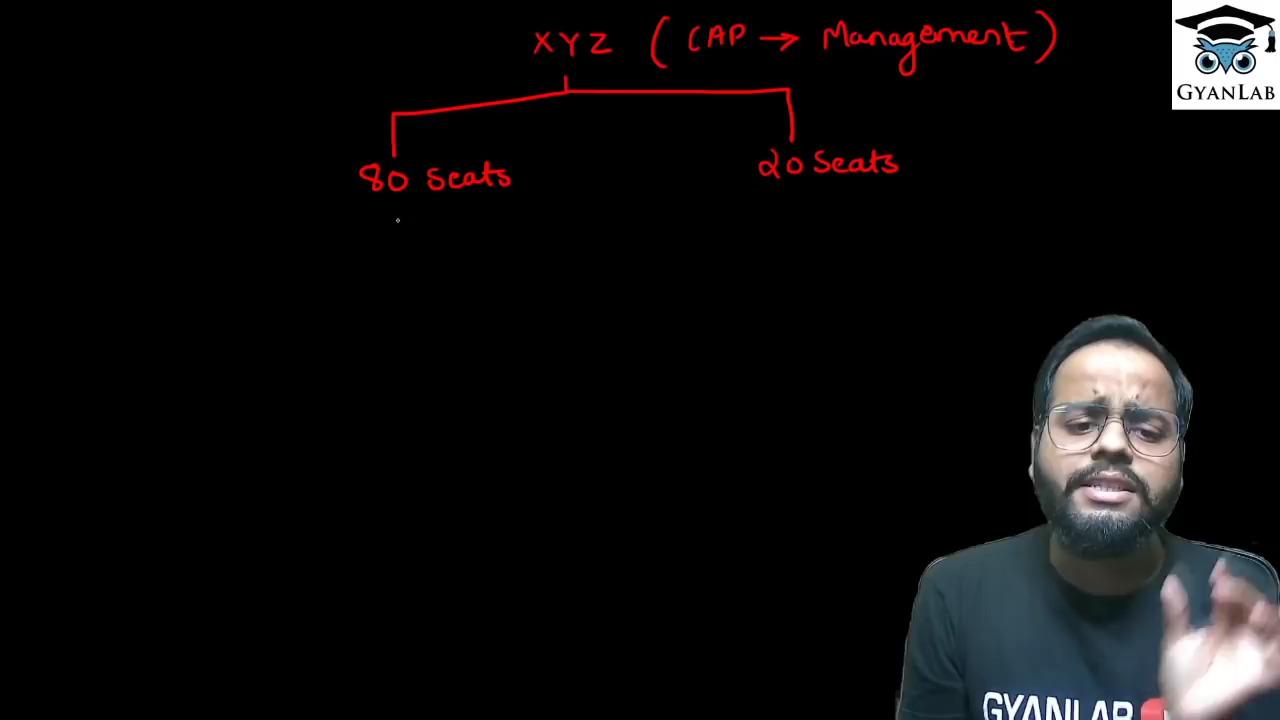 XYZ (CAP → Management)
80 Seats
20 Seats
GYANLAB
GYANLAB